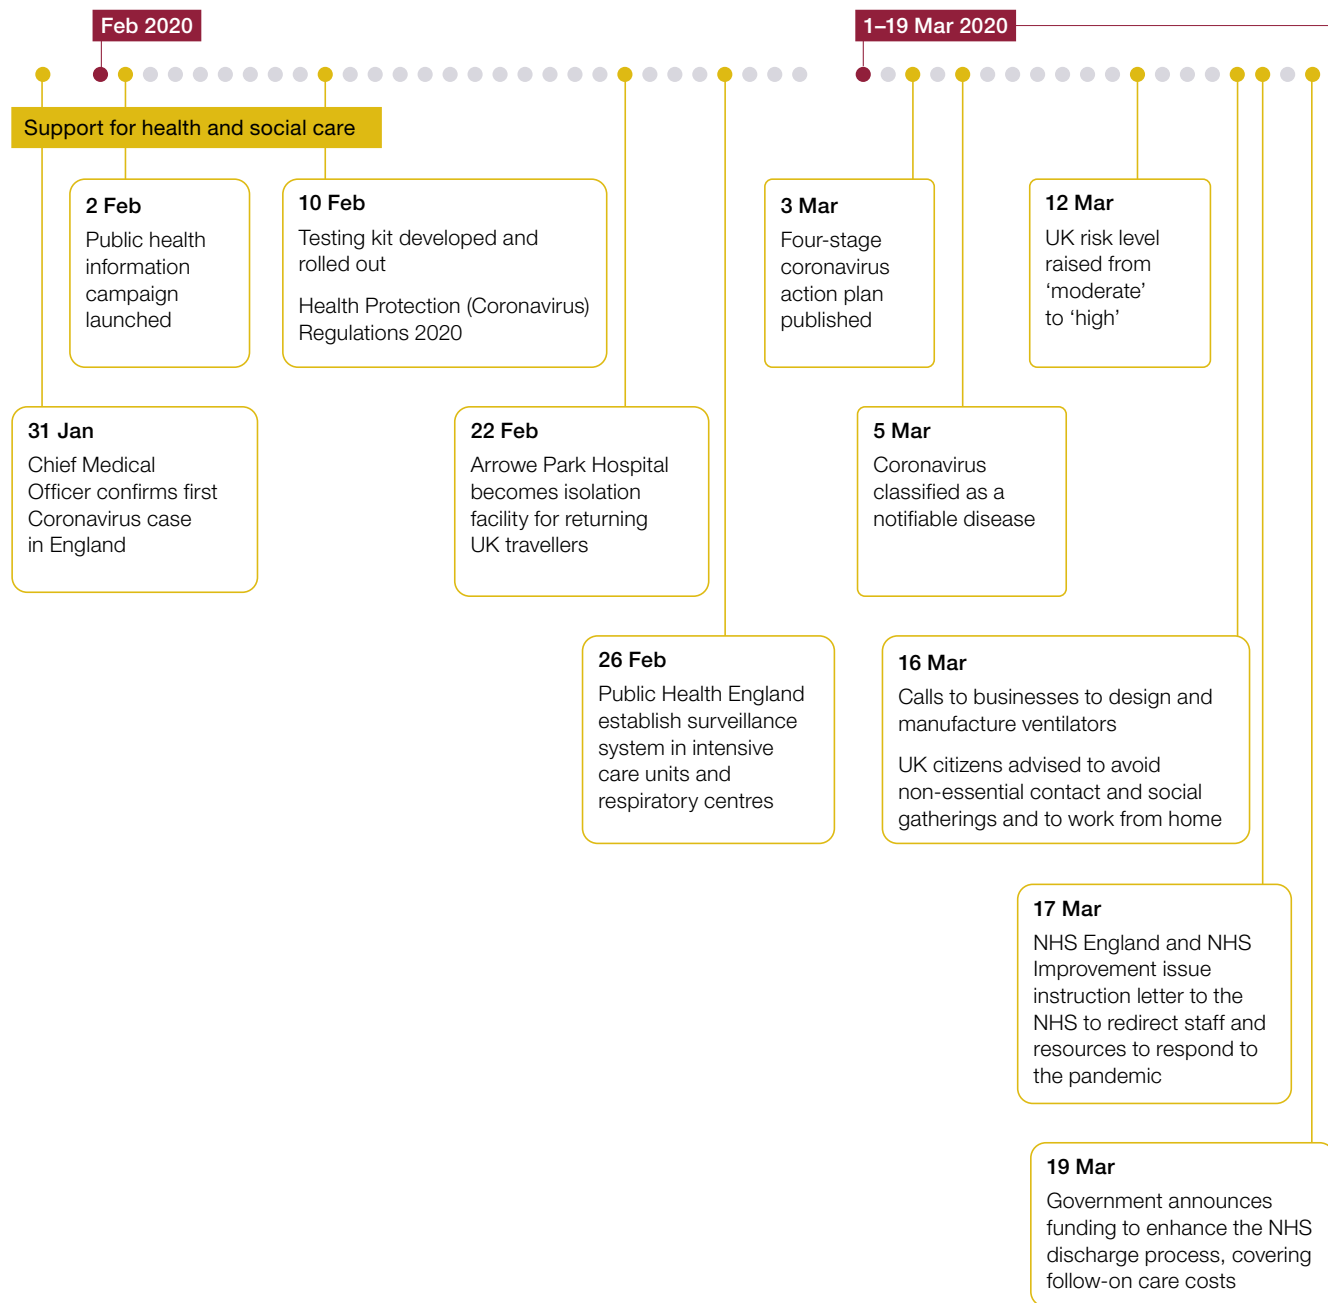 Feb 2020
1–19 Mar 2020
Support for health and social care
2 Feb
Public health
information
campaign
launched
10 Feb
Testing kit developed and
rolled out
Health Protection (Coronavirus)
Regulations 2020
3 Mar
Four-stage
coronavirus
action plan
published
12 Mar
UK risk level
raised from
‘moderate’
to ‘high’
31 Jan
Chief Medical
Officer confirms first
Coronavirus case
in England
22 Feb
Arrowe Park Hospital
becomes isolation
facility for returning
UK travellers
5 Mar
Coronavirus
classified as a
notifiable disease
26 Feb
Public Health England
establish surveillance
system in intensive
care units and
respiratory centres
16 Mar
Calls to businesses to design and
manufacture ventilators
UK citizens advised to avoid
non-essential contact and social
gatherings and to work from home
17 Mar
NHS England and NHS
Improvement issue
instruction letter to the
NHS to redirect staff and
resources to respond to
the pandemic
19 Mar
Government announces
funding to enhance the NHS
discharge process, covering
follow-on care costs